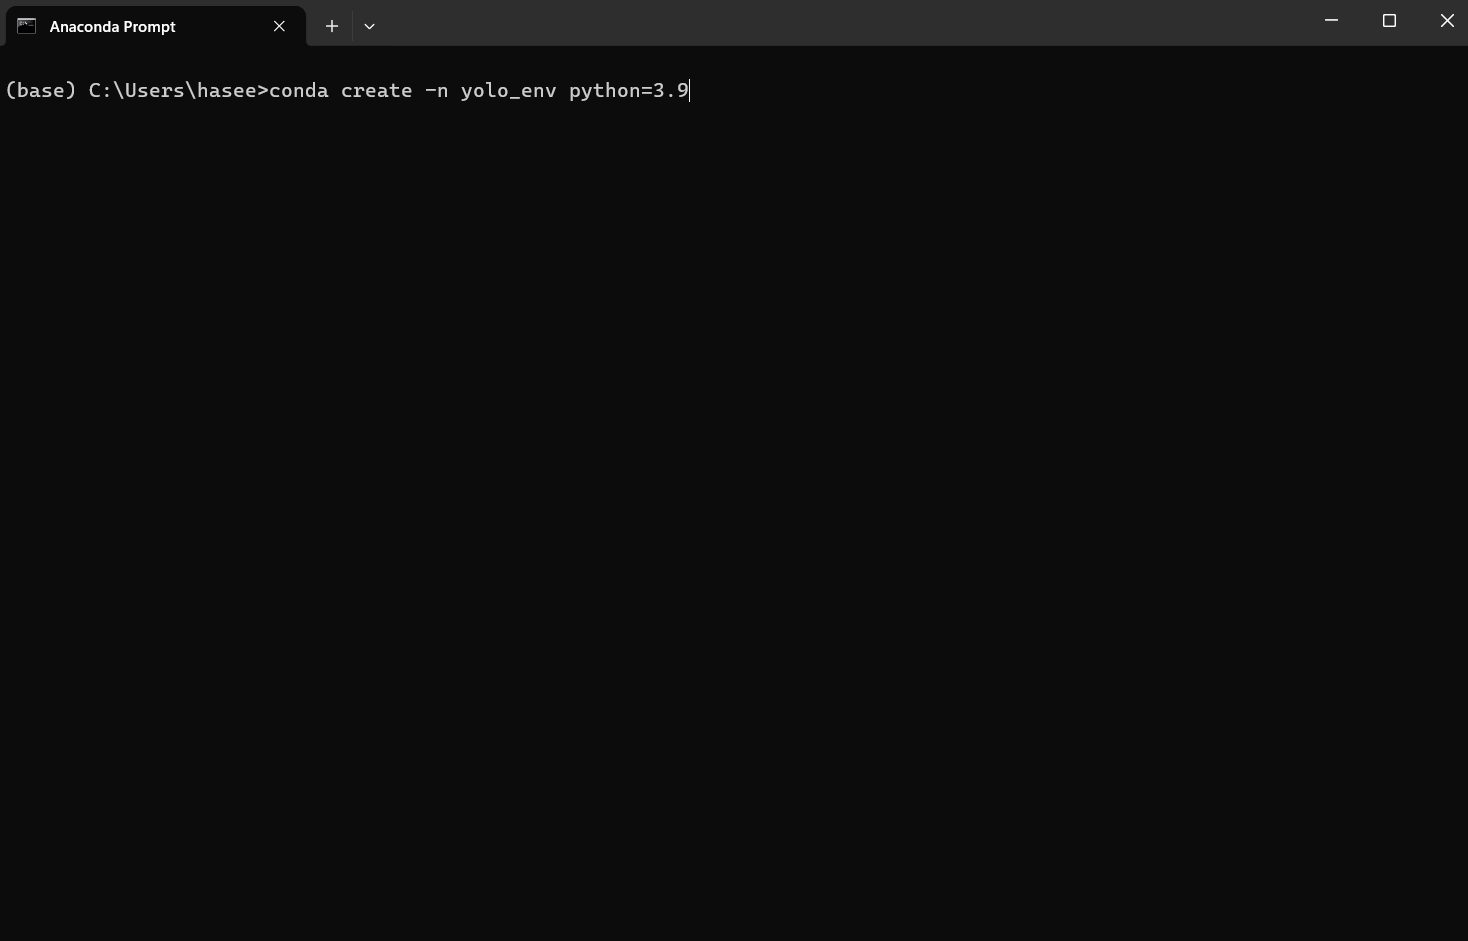 Anaconda Prompt
(base) C:\Users\hasee>conda create -n yolo_env python=3.9